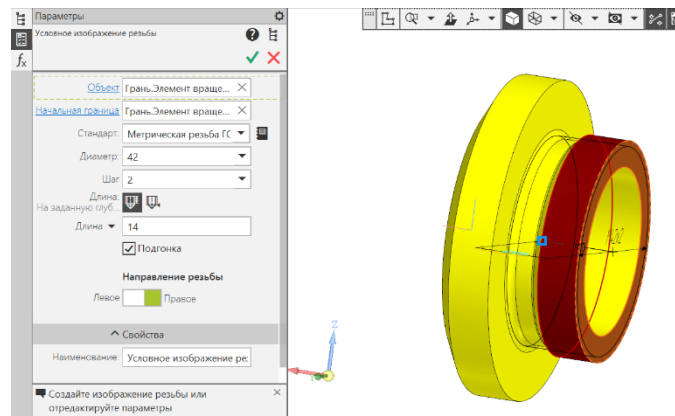 Параметры
Условное изображение резьбы
Объект Грань.Элемент враще...
Начальная граница Грань.Элемент враще...
Стандарт: Метрическая резьба ГС
Диаметр: 42
Шаг 2
Длина:
На заданную глуб...
Длина 14
Подгонка
Направление резьбы
Левое Правое
Свойства
Наименование: Условное изображение рез
Создайте изображение резьбы или
отредактируйте параметры
Z